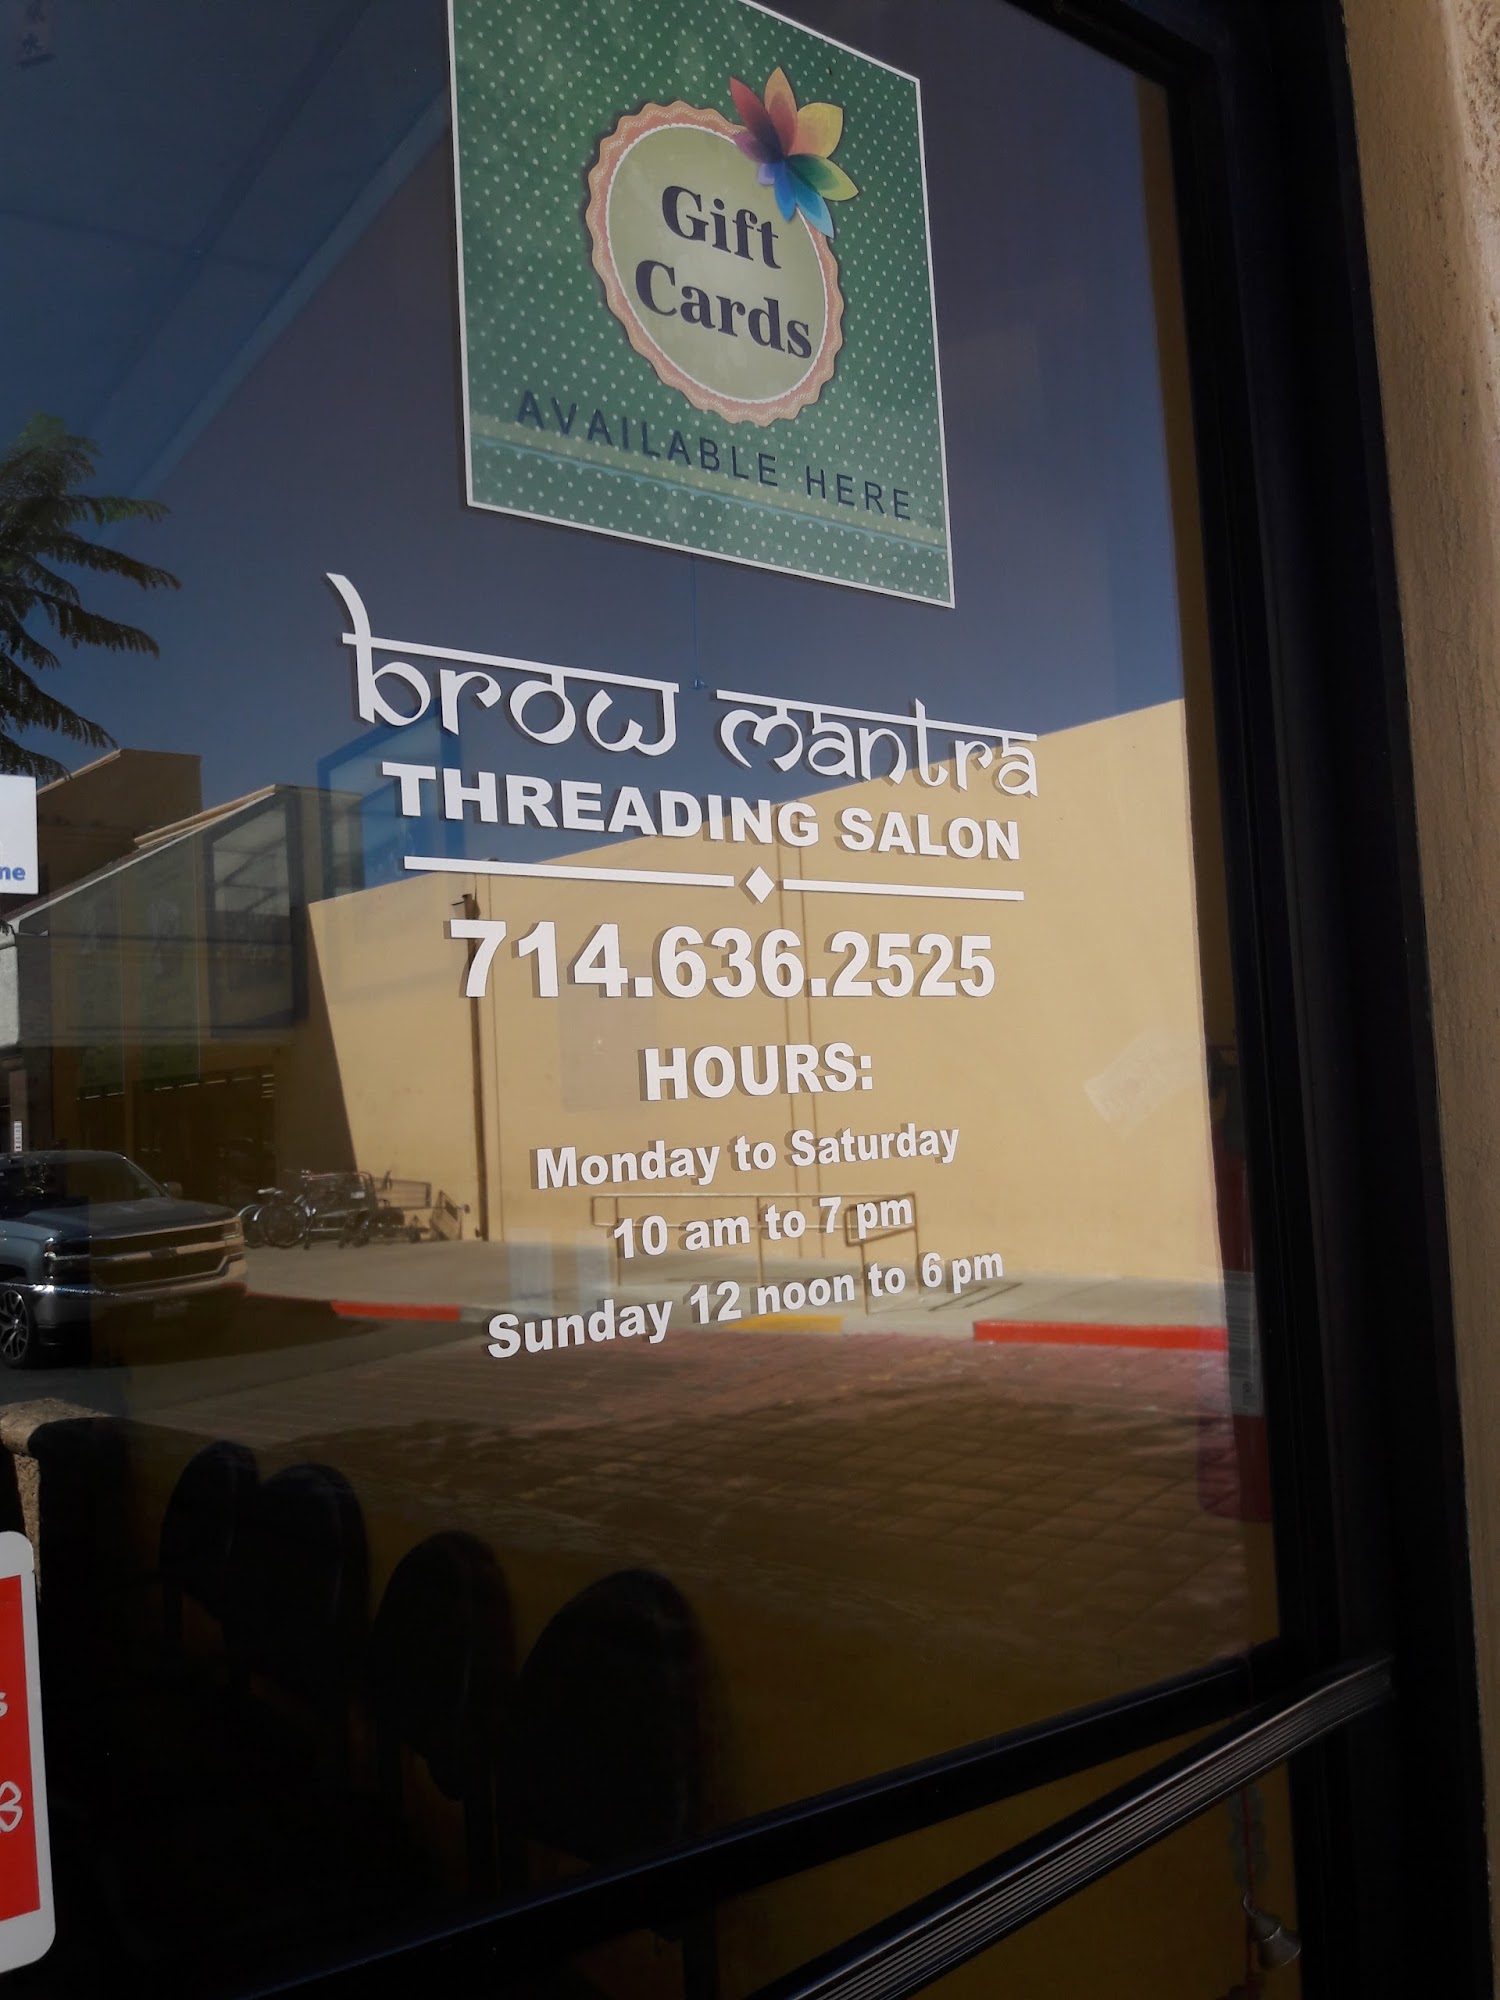 Gift
Cards
AVAILABLE HERE
brow mantra
THREADING SALON
714.636.2525
HOURS:
Monday to Saturday
10 am to 7 pm
Sunday 12 noon to 6 pm